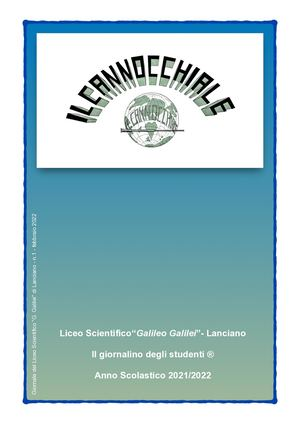 ILCANNOCCHIALE
Liceo Scientifico“Galileo Galilei”- Lanciano
Il giornalino degli studenti ®
Anno Scolastico 2021/2022
Giornale del Liceo Scientifico "G. Galilei" di Lanciano - n.1 - febbraio 2022